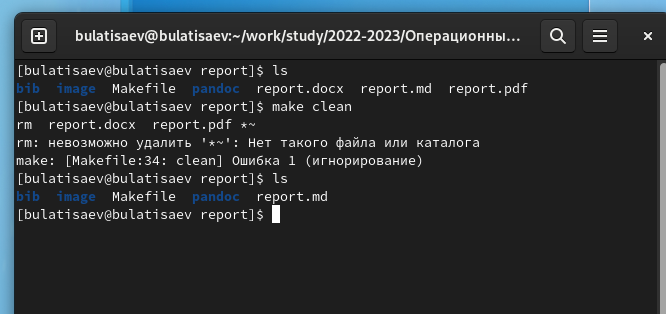 bulatisaev@bulatisaev:~/work/study/2022-2023/Операционны…
[bulatisaev@bulatisaev report]$ ls
bib  image  Makefile  pandoc  report.docx  report.md  report.pdf
[bulatisaev@bulatisaev report]$ make clean
rm  report.docx  report.pdf *~
rm: невозможно удалить '*~': Нет такого файла или каталога
make: [Makefile:34: clean] Ошибка 1 (игнорирование)
[bulatisaev@bulatisaev report]$ ls
bib  image  Makefile  pandoc  report.md
[bulatisaev@bulatisaev report]$